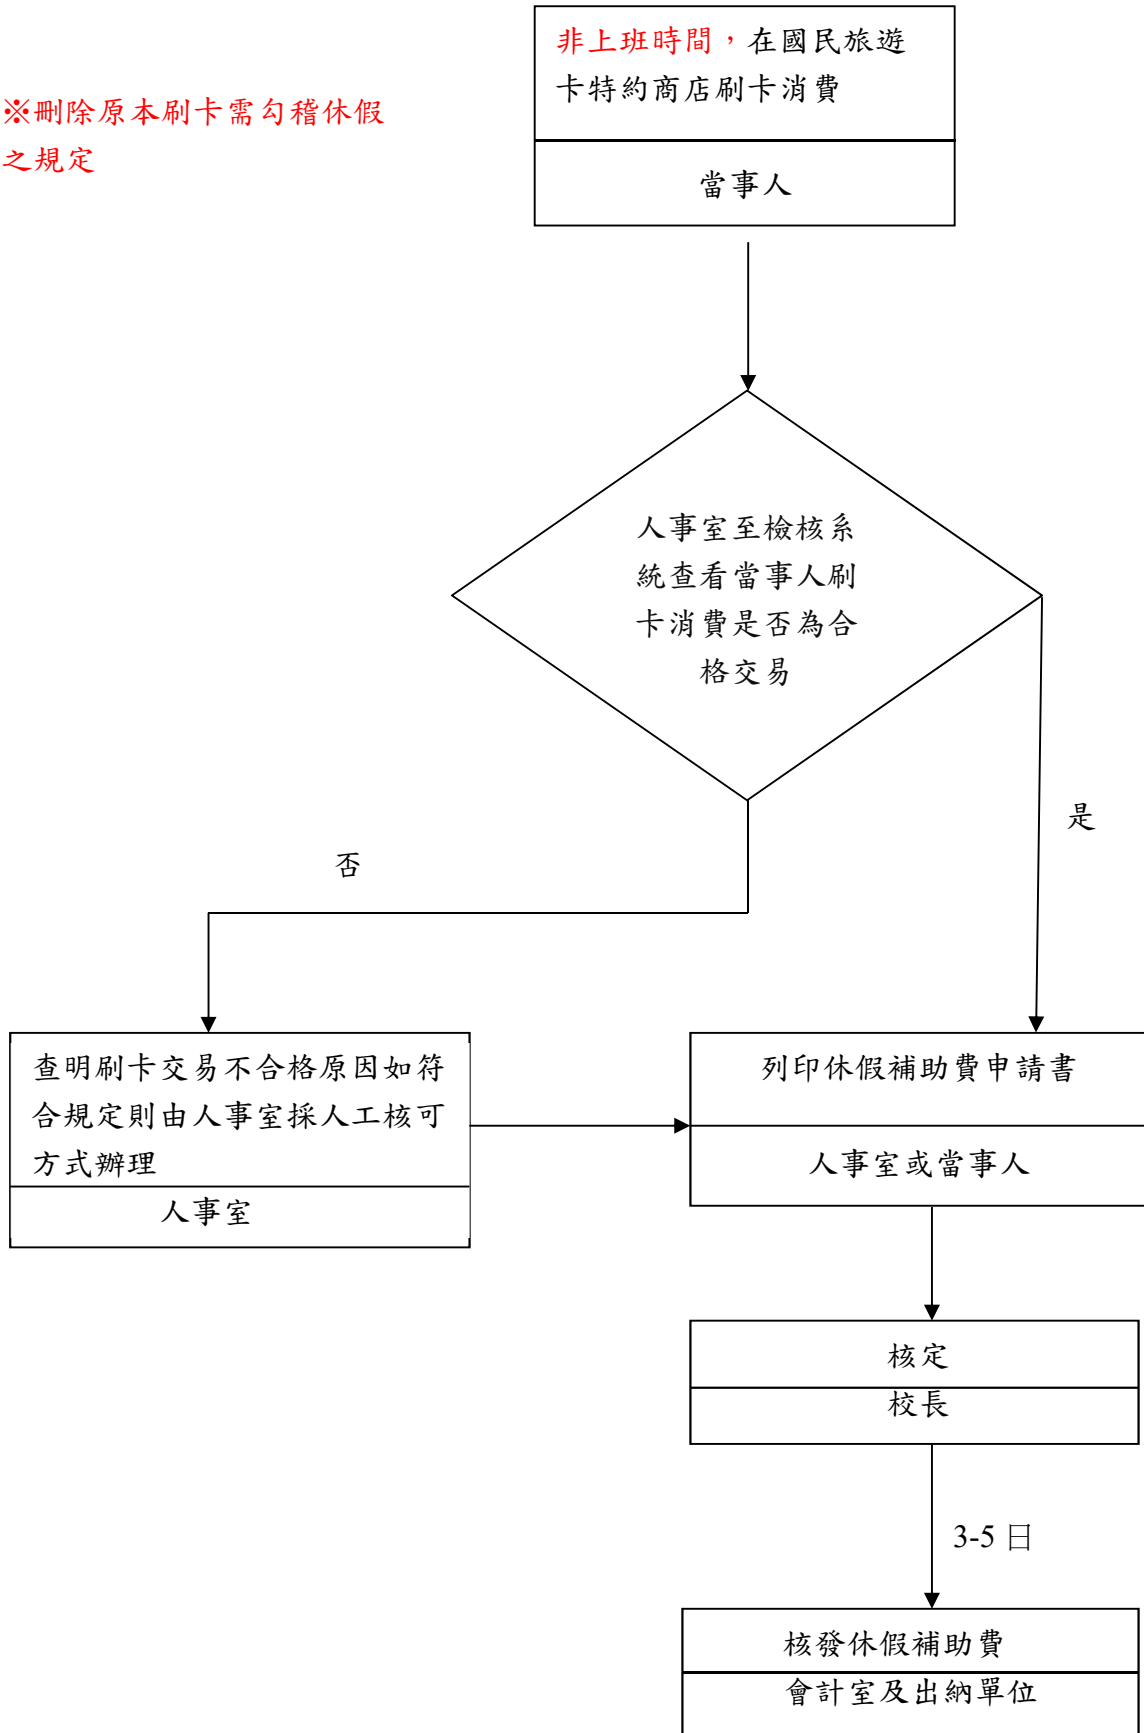 非上班時間，在國民旅遊
卡特約商店刷卡消費
※刪除原本刷卡需勾稽休假
之規定
當事人
人事室至檢核系
統查看當事人刷
卡消費是否為合
格交易
是
否
查明刷卡交易不合格原因如符
合規定則由人事室採人工核可
方式辦理
人事室
列印休假補助費申請書
人事室或當事人
核定
校長
3-5 日
核發休假補助費
會計室及出納單位